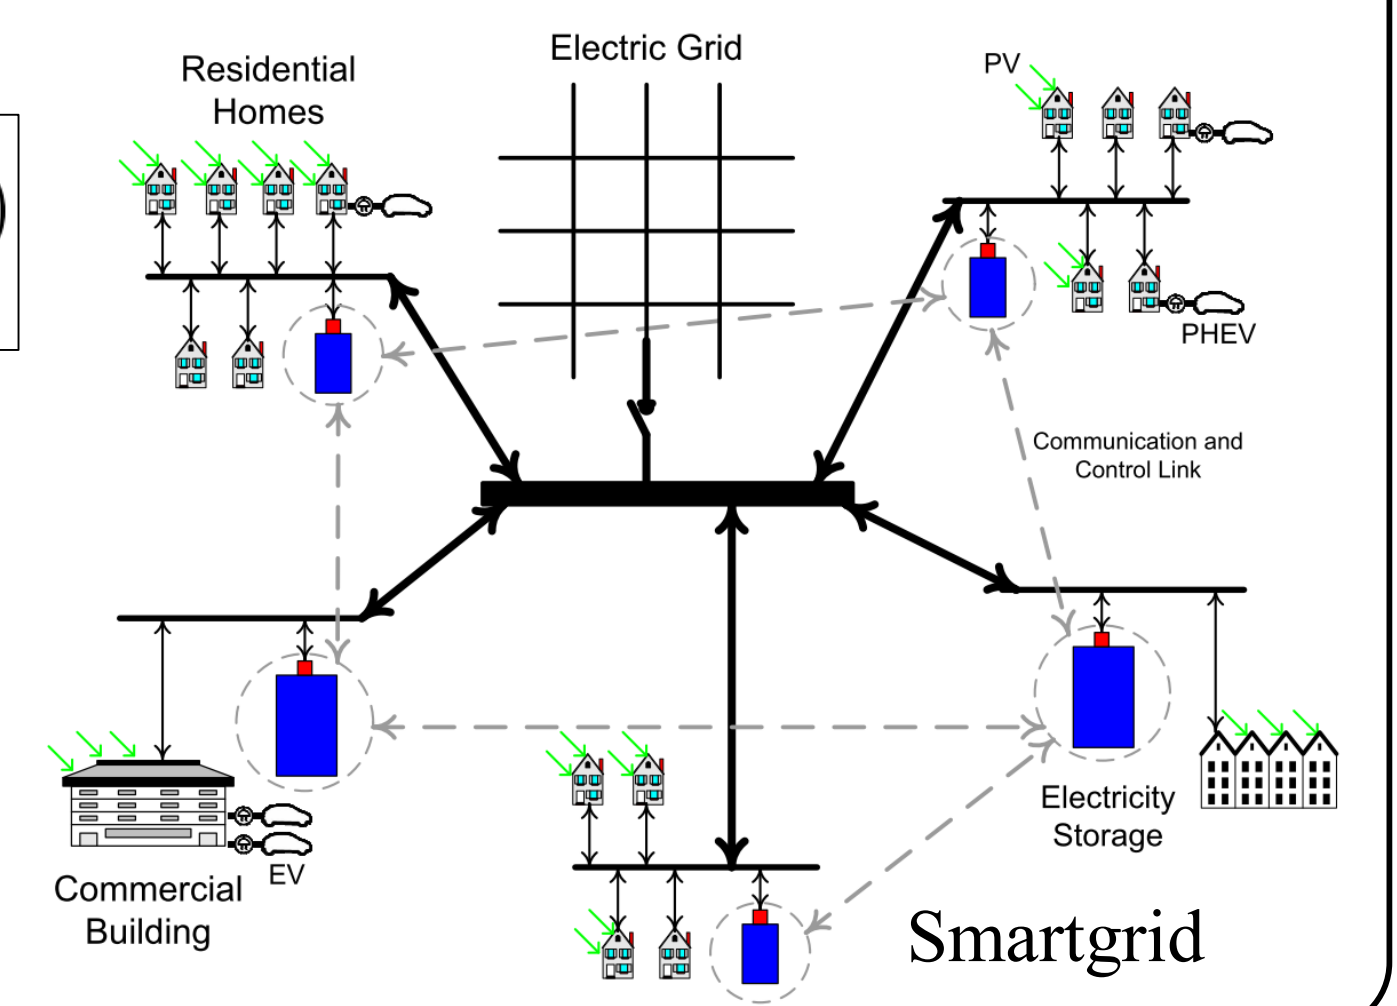 Electric Grid
Residential
Homes
PV
PHEV
Communication and
Control Link
Electricity
Storage
EV
Commercial
Building
Smartgrid